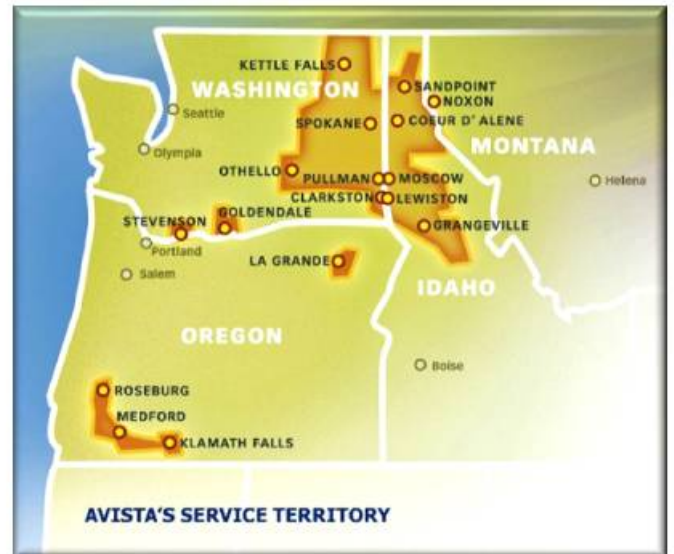 KETTLE FALLS
WASHINGTON
SANDPOINT
NOXON
Seattle
SPOKANE
COEUR D' ALENE
MONTANA
Olympia
OTHELLO
PULLMAN
MOSCOW
Helena
CLARKSTON
LEWISTON
STEVENSON
GOLDENDALE
GRANGEVILLE
Portland
LA GRANDE
Salem
IDAHO
OREGON
Boise
ROSEBURG
MEDFORD
KLAMATH FALLS
AVISTA'S SERVICE TERRITORY